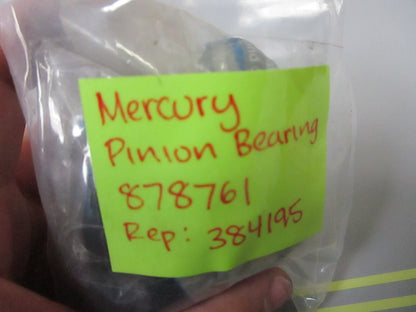 Mercury
Pinion Bearing
878761
Rep: 384195